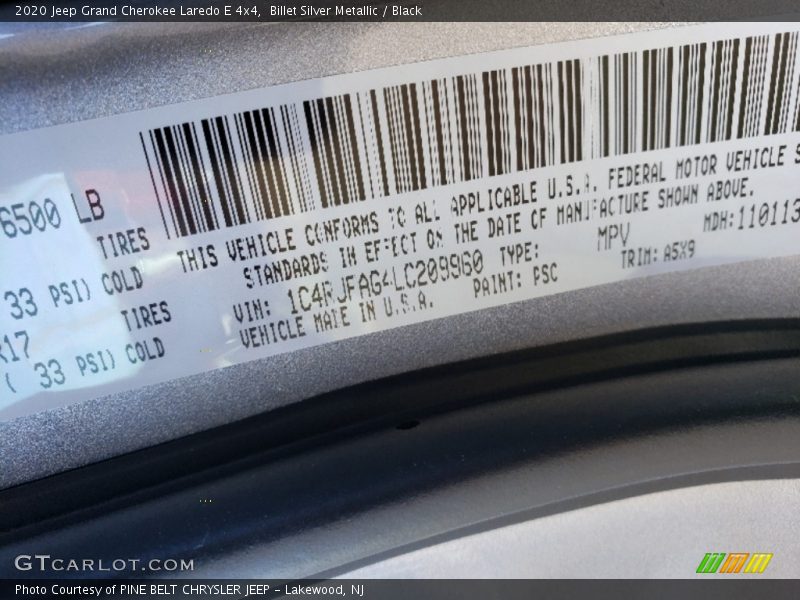 2020 Jeep Grand Cherokee Laredo E 4x4, Billet Silver Metallic / Black
6500 LB
TIRES
33 PSI) COLD
R17 TIRES
( 33 PSI) COLD
THIS VEHICLE CONFORMS TO ALL APPLICABLE U.S.A. FEDERAL MOTOR VEHICLE S
STANDARDS IN EFFECT ON THE DATE OF MANUFACTURE SHOWN ABOVE.
VIN: 1C4RJFAG4LC209960 TYPE: MPV MDH:110113
VEHICLE MADE IN U.S.A. PAINT: PSC TRIM: A5X9
GTCARLOT.COM
Photo Courtesy of PINE BELT CHRYSLER JEEP - Lakewood, NJ